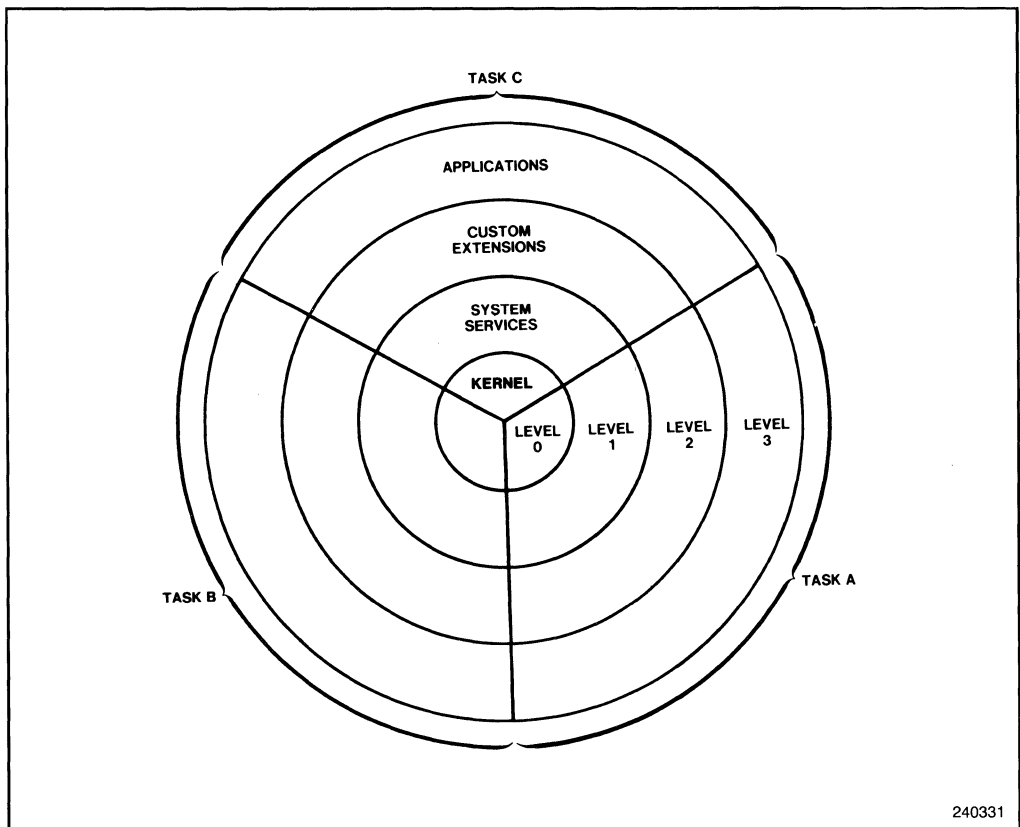 TASK C
APPLICATIONS
CUSTOM
EXTENSIONS
SYSTEM
SERVICES
KERNEL
LEVEL
0
LEVEL
1
LEVEL
2
LEVEL
3
TASK B
TASK A
240331